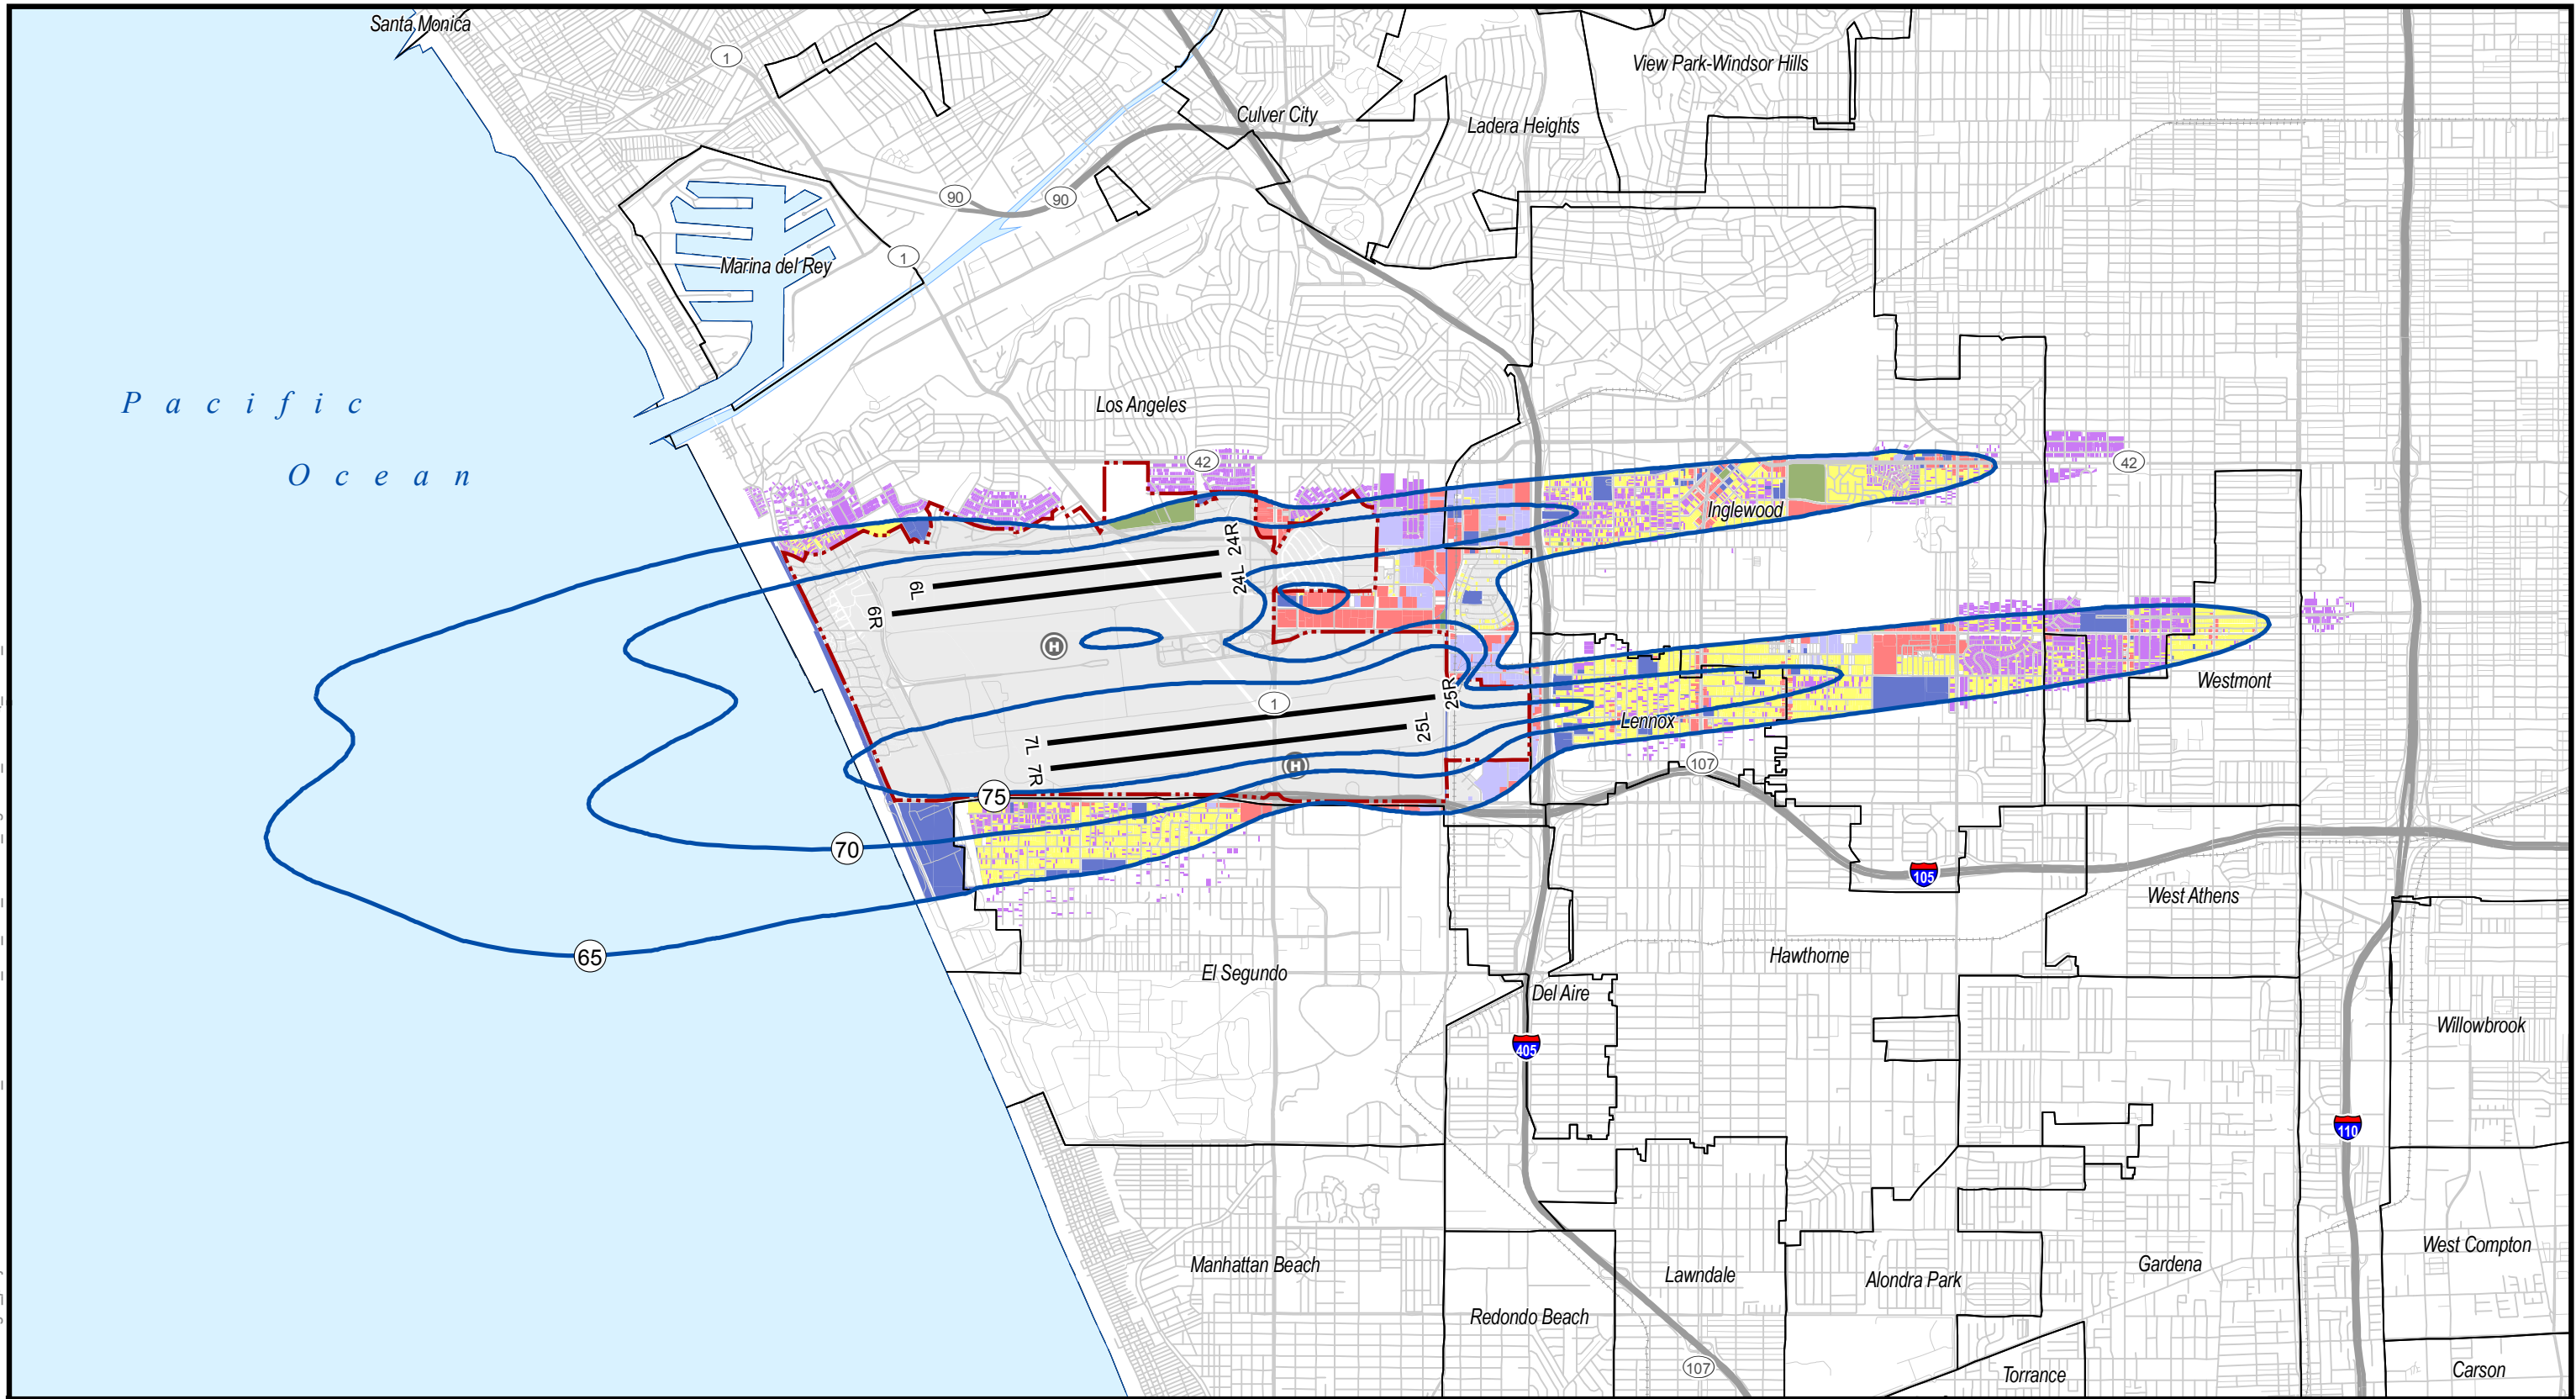 Santa Monica
1
View Park-Windsor Hills
Culver City
Ladera Heights
90
90
1
Marina del Rey
Pacific
Ocean
Los Angeles
42
42
Inglewood
24R
24L
6L
6R
H
1
25R
25L
7L
7R
H
Lennox
Westmont
107
75
70
65
105
West Athens
Hawthorne
El Segundo
Del Aire
405
Willowbrook
110
Manhattan Beach
Redondo Beach
Lawndale
Alondra Park
Gardena
West Compton
107
Torrance
Carson